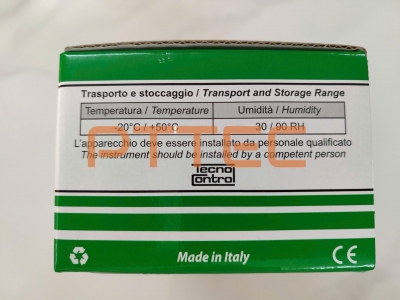 Trasporto e stoccaggio / Transport and Storage Range
Temperatura / Temperature Umidità / Humidity
-20°C / +50°C 30 / 90 RH
L'apparecchio deve essere installato da personale qualificato
The instrument should be installed by a competent person
PTTEC
Tecno
Control
Made in Italy CE